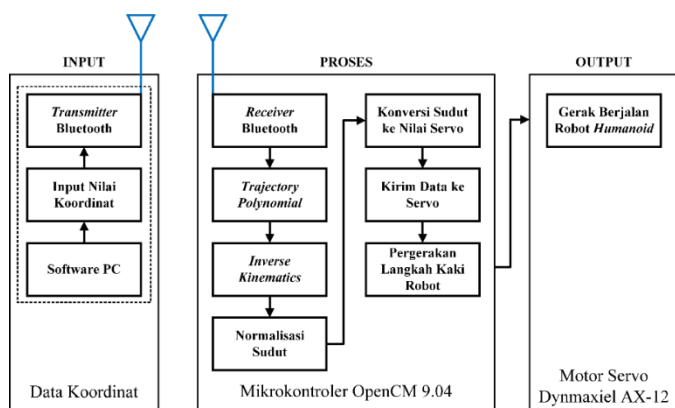 INPUT
Transmitter
Bluetooth
Input Nilai
Koordinat
Software PC
Data Koordinat
PROSES
Receiver
Bluetooth
Trajectory
Polynomial
Inverse
Kinematics
Normalisasi
Sudut
Konversi Sudut
ke Nilai Servo
Kirim Data ke
Servo
Pergerakan
Langkah Kaki
Robot
Mikrokontroler OpenCM 9.04
OUTPUT
Gerak Berjalan
Robot Humanoid
Motor Servo
Dynmaxiel AX-12